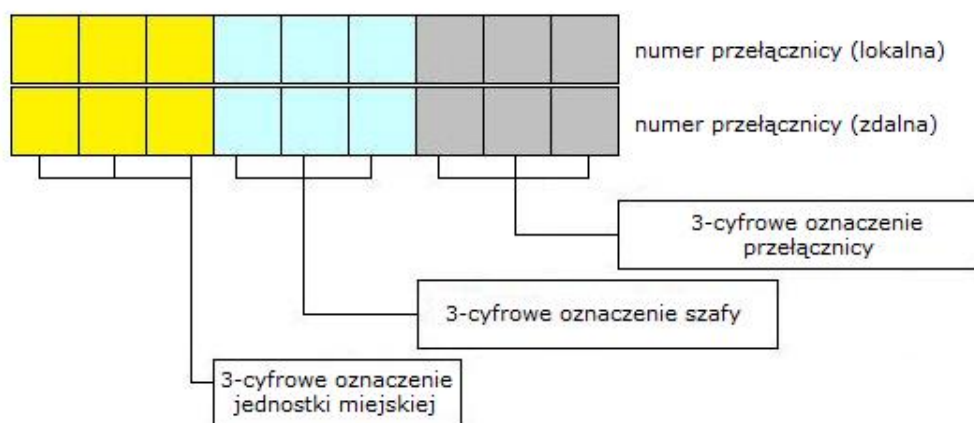 numer przełącznicy (lokalna)
numer przełącznicy (zdalna)
3-cyfrowe oznaczenie
przełącznicy
3-cyfrowe oznaczenie szafy
3-cyfrowe oznaczenie
jednostki miejskiej